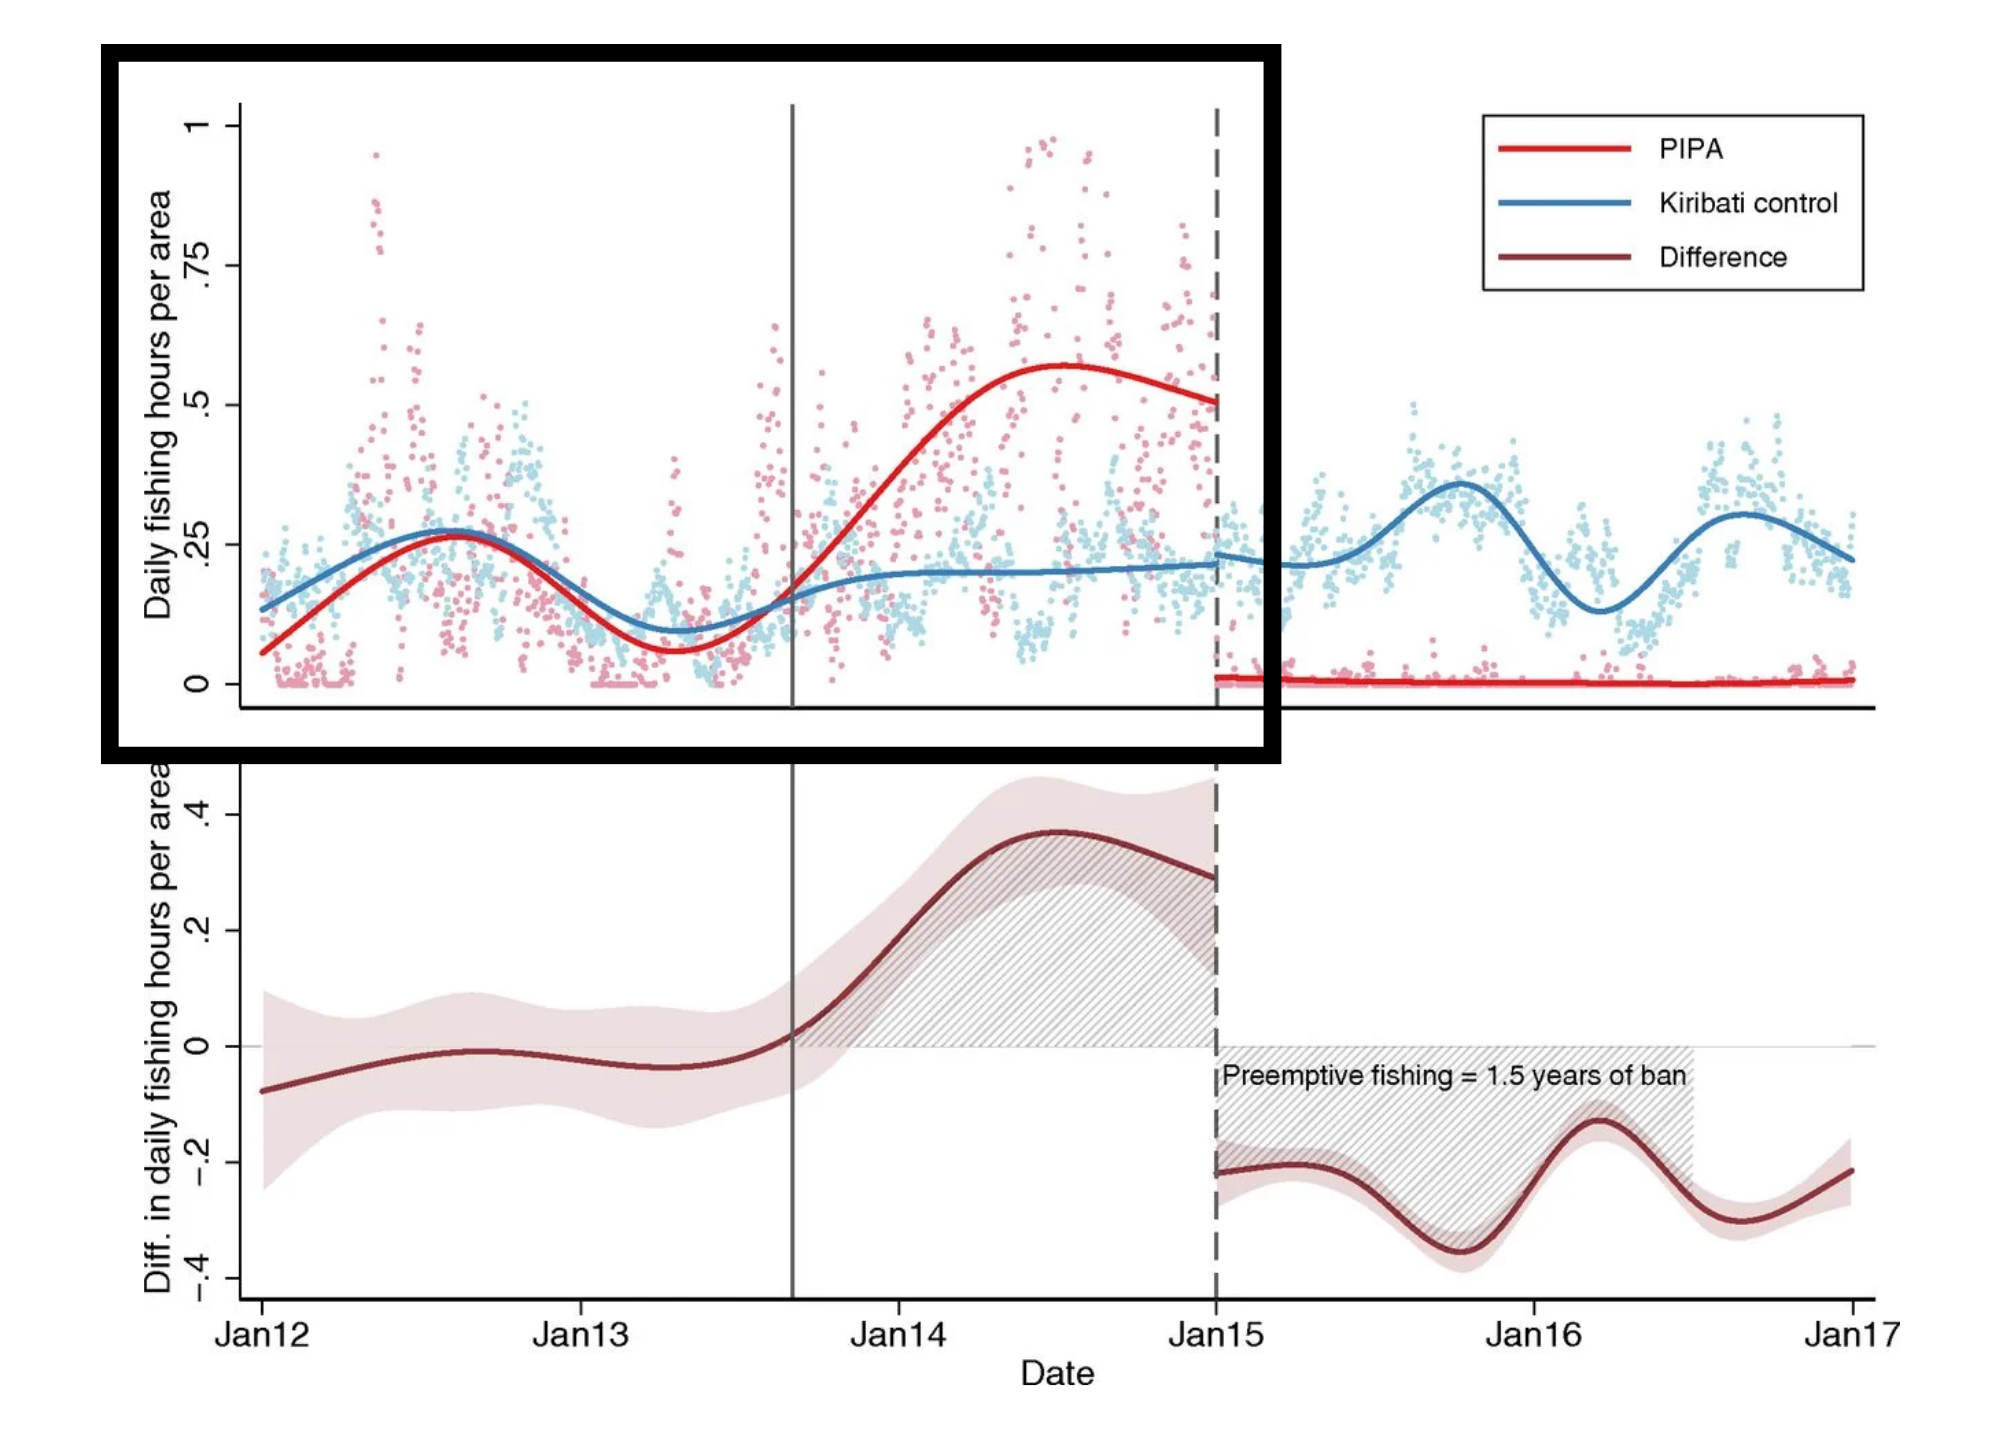 Daily fishing hours per area
1
.75
.5
.25
0
PIPA
Kiribati control
Difference
Diff. in daily fishing hours per area
.4
.2
0
-.2
-.4
Preemptive fishing = 1.5 years of ban
Jan12 Jan13 Jan14 Jan15 Jan16 Jan17
Date